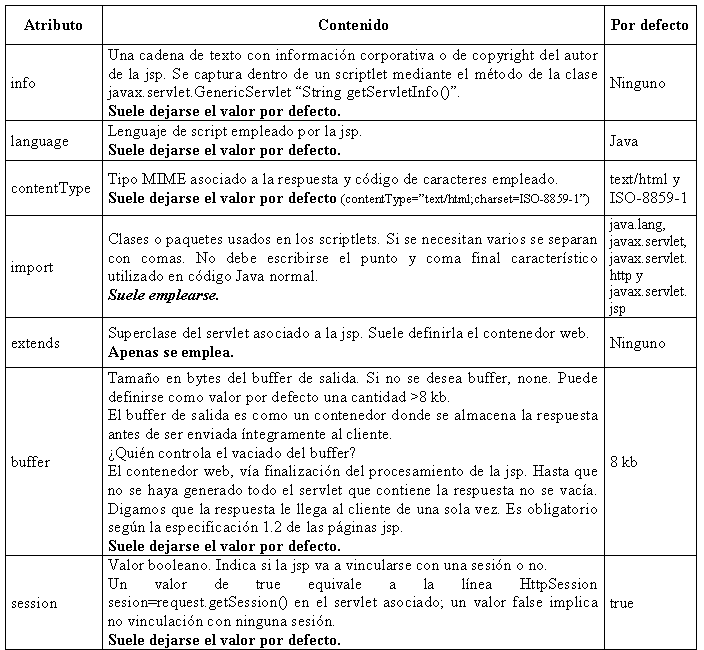 Atributo
Contenido
Por defecto
info
Una cadena de texto con información corporativa o de copyright del autor
de la jsp. Se captura dentro de un scriptlet mediante el método de la clase
javax.servlet.GenericServlet “String getServletInfo()”.
Suele dejarse el valor por defecto.
Ninguno
language
Lenguaje de script empleado por la jsp.
Suele dejarse el valor por defecto.
Java
contentType
Tipo MIME asociado a la respuesta y código de caracteres empleado.
Suele dejarse el valor por defecto (contentType=”text/html;charset=ISO-8859-1”)
text/html y
ISO-8859-1
import
Clases o paquetes usados en los scriptlets. Si se necesitan varios se separan
con comas. No debe escribirse el punto y coma final característico
utilizado en código Java normal.
Suele emplearse.
java.lang,
javax.servlet,
javax.servlet.
http y
javax.servlet.
jsp
extends
Superclase del servlet asociado a la jsp. Suele definirla el contenedor web.
Apenas se emplea.
Ninguno
buffer
Tamaño en bytes del buffer de salida. Si no se desea buffer, none. Puede
definirse como valor por defecto una cantidad >8 kb.
El buffer de salida es como un contenedor donde se almacena la respuesta
antes de ser enviada íntegramente al cliente.
¿Quién controla el vaciado del buffer?
El contenedor web, vía finalización del procesamiento de la jsp. Hasta que
no se haya generado todo el servlet que contiene la respuesta no se vacía.
Digamos que la respuesta le llega al cliente de una sola vez. Es obligatorio
según la especificación 1.2 de las páginas jsp.
Suele dejarse el valor por defecto.
8 kb
session
Valor booleano. Indica si la jsp va a vincularse con una sesión o no.
Un valor de true equivale a la línea HttpSession
sesion=request.getSession() en el servlet asociado; un valor false implica
no vinculación con ninguna sesión.
Suele dejarse el valor por defecto.
true